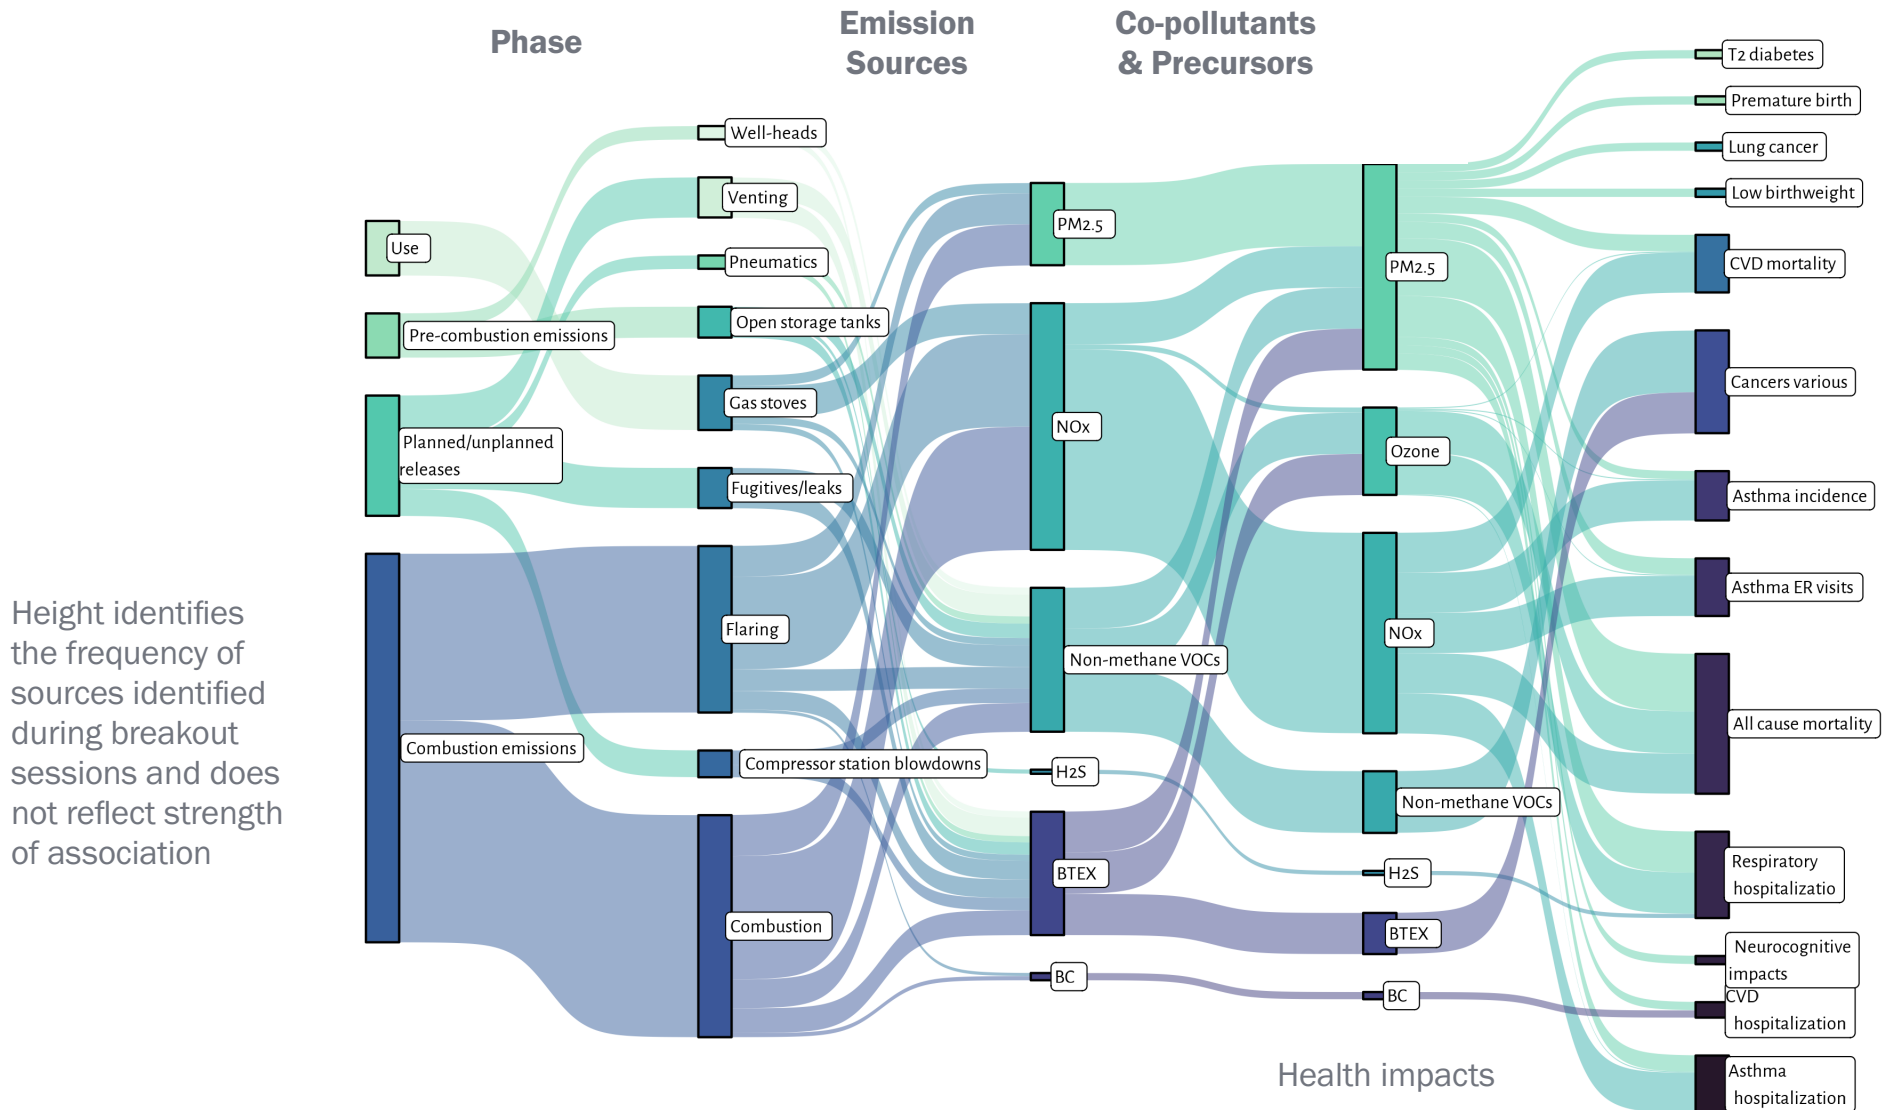 Phase
Emission
Sources
Co-pollutants
& Precursors
Use
Pre-combustion emissions
Planned/unplanned
releases
Combustion emissions
Well-heads
Venting
Pneumatics
Open storage tanks
Gas stoves
Fugitives/leaks
Flaring
Compressor station blowdowns
Combustion
PM2.5
NOx
Non-methane VOCs
H2S
BTEX
BC
PM2.5
Ozone
NOx
Non-methane VOCs
H2S
BTEX
BC
T2 diabetes
Premature birth
Lung cancer
Low birthweight
CVD mortality
Cancers various
Asthma incidence
Asthma ER visits
All cause mortality
Respiratory
hospitalizatio
Neurocognitive
impacts
CVD
hospitalization
Asthma
hospitalization
Health impacts
Height identifies
the frequency of
sources identified
during breakout
sessions and does
not reflect strength
of association